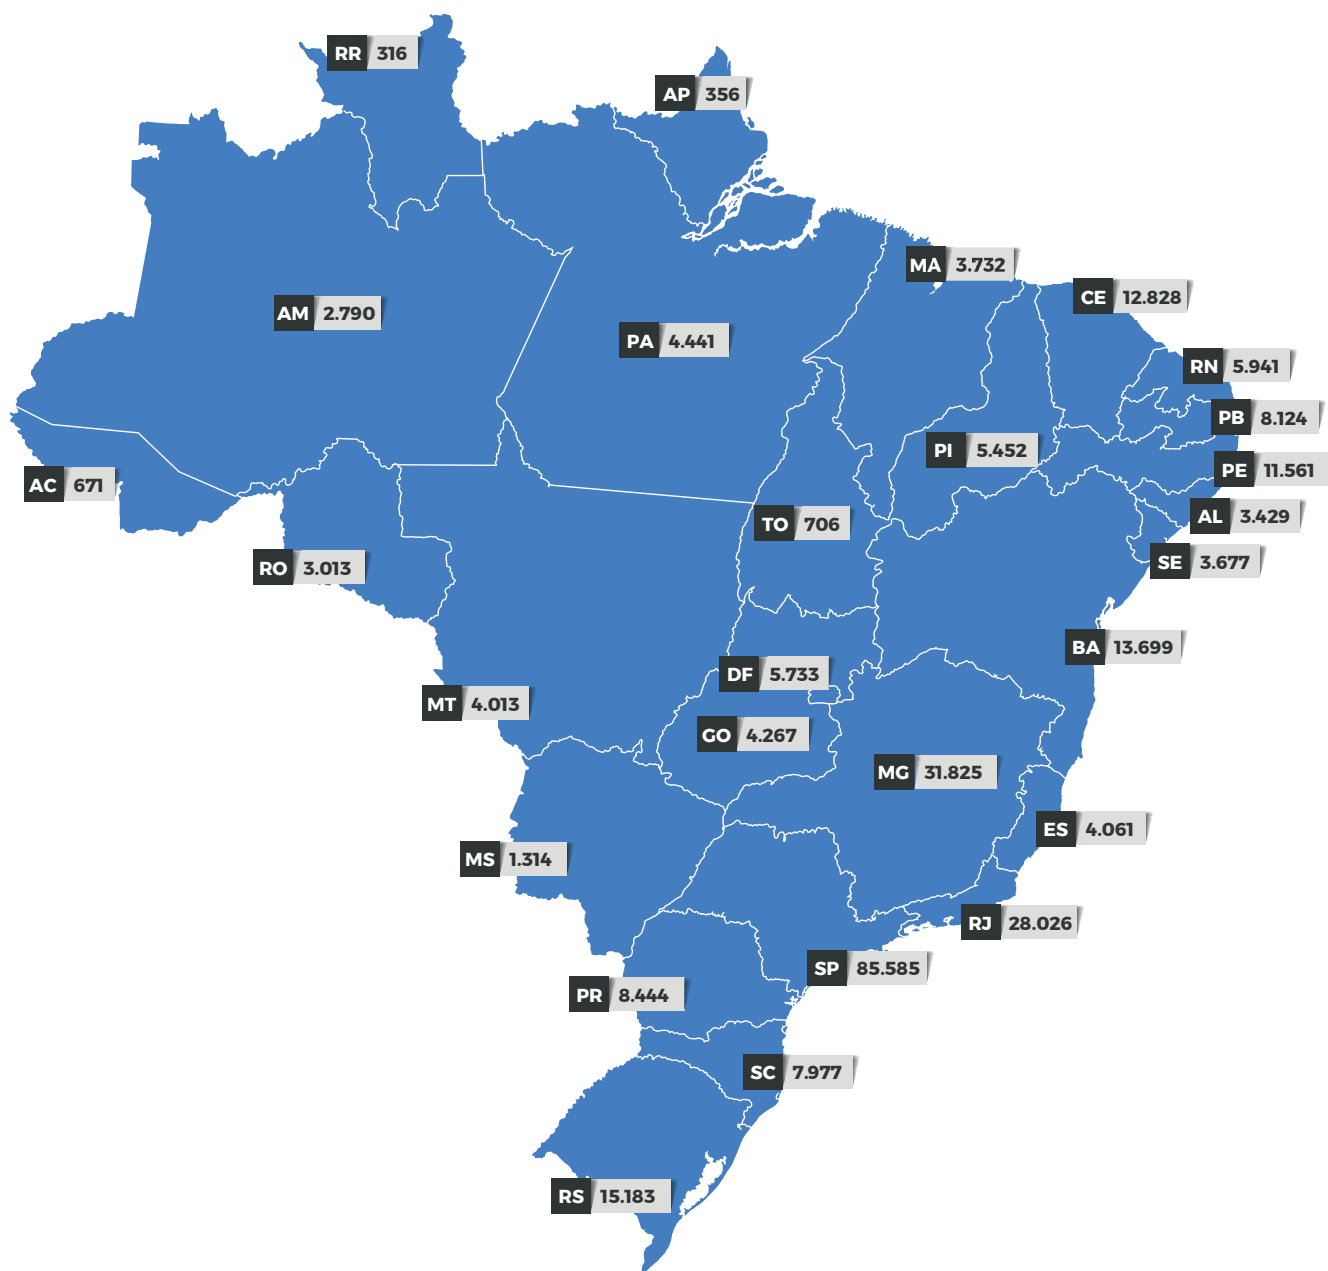 RR 316
AP 356
MA 3.732
CE 12.828
AM 2.790
PA 4.441
RN 5.941
PB 8.124
PI 5.452
PE 11.561
AC 671
AL 3.429
TO 706
SE 3.677
RO 3.013
BA 13.699
DF 5.733
MT 4.013
GO 4.267
MG 31.825
ES 4.061
MS 1.314
RJ 28.026
SP 85.585
PR 8.444
SC 7.977
RS 15.183